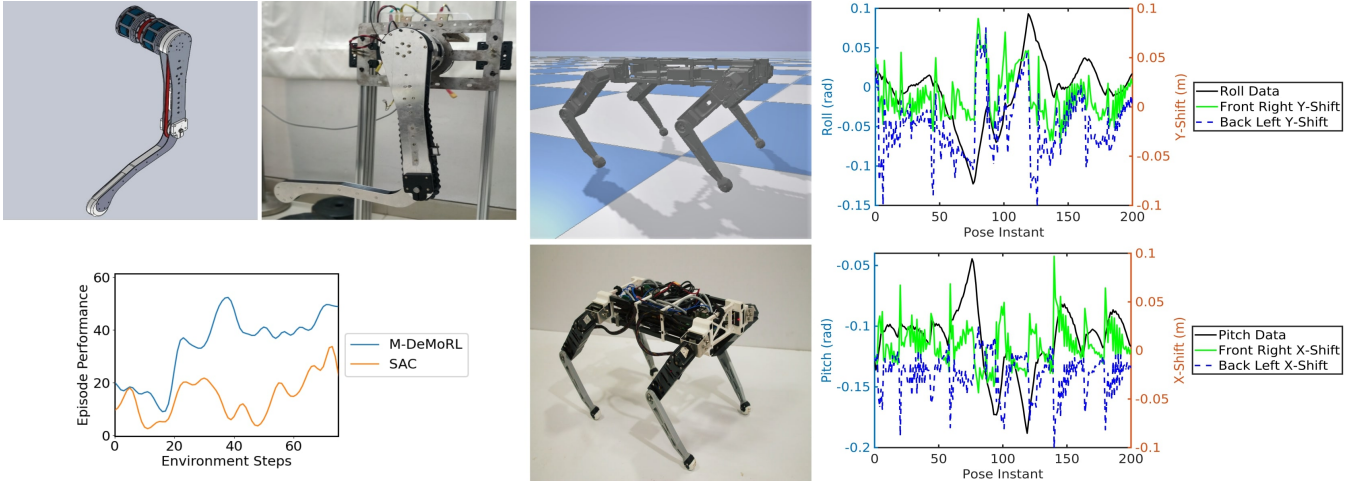 0.1
0.05
0
-0.05
-0.1
-0.15
Roll (rad)
0.1
0.05
0
-0.05
-0.1
Y-Shift (m)
0 50 100 150 200
Pose Instant
Roll Data
Front Right Y-Shift
Back Left Y-Shift
60
40
20
0
Episode Performance
0 20 40 60
Environment Steps
M-DeMoRL
SAC
-0.05
-0.1
-0.15
-0.2
Pitch (rad)
0.1
0.05
0
-0.05
-0.1
X-Shift (m)
0 50 100 150 200
Pose Instant
Pitch Data
Front Right X-Shift
Back Left X-Shift